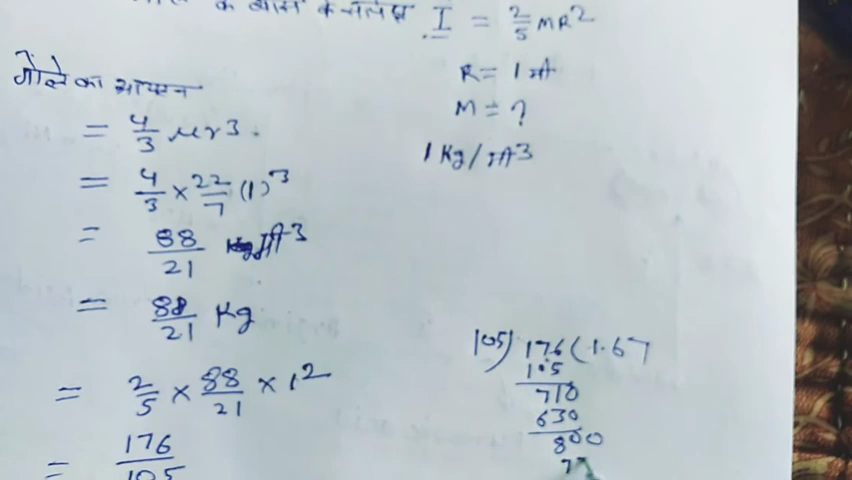 के व्यास के परितः I = 2/5 MR²
R = 1 मी
M = ?
1 Kg/मी3
गोले का आयतन
= 4/3 πr3.
= 4/3 × 22/7 (1)3
= 88/21 मी3
= 88/21 Kg
= 2/5 × 88/21 × 1²
= 176/105
105) 176 (1.67
105
710
630
800